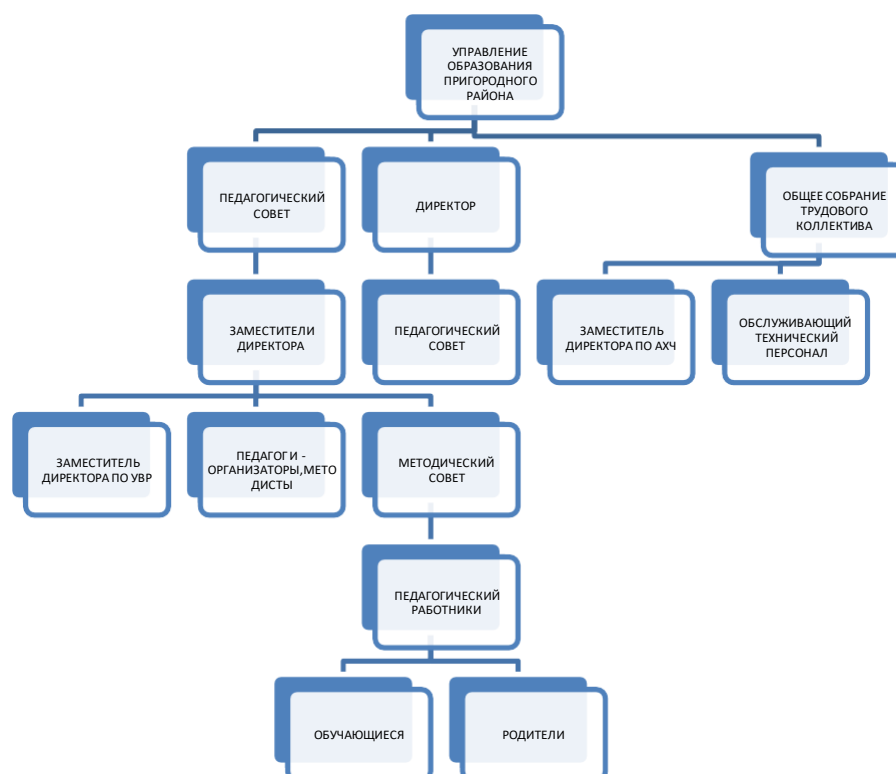 УПРАВЛЕНИЕ
ОБРАЗОВАНИЯ
ПРИГОРОДНОГО
РАЙОНА
ПЕДАГОГИЧЕСКИЙ
СОВЕТ
ДИРЕКТОР
ОБЩЕЕ СОБРАНИЕ
ТРУДОВОГО
КОЛЛЕКТИВА
ЗАМЕСТИТЕЛИ
ДИРЕКТОРА
ПЕДАГОГИЧЕСКИЙ
СОВЕТ
ЗАМЕСТИТЕЛЬ
ДИРЕКТОРА ПО АХЧ
ОБСЛУЖИВАЮЩИЙ
ТЕХНИЧЕСКИЙ
ПЕРСОНАЛ
ЗАМЕСТИТЕЛЬ
ДИРЕКТОРА ПО УВР
ПЕДАГОГИ -
ОРГАНИЗАТОРЫ,МЕТО
ДИСТЫ
МЕТОДИЧЕСКИЙ
СОВЕТ
ПЕДАГОГИЧЕСКИЙ
РАБОТНИКИ
ОБУЧАЮЩИЕСЯ
РОДИТЕЛИ